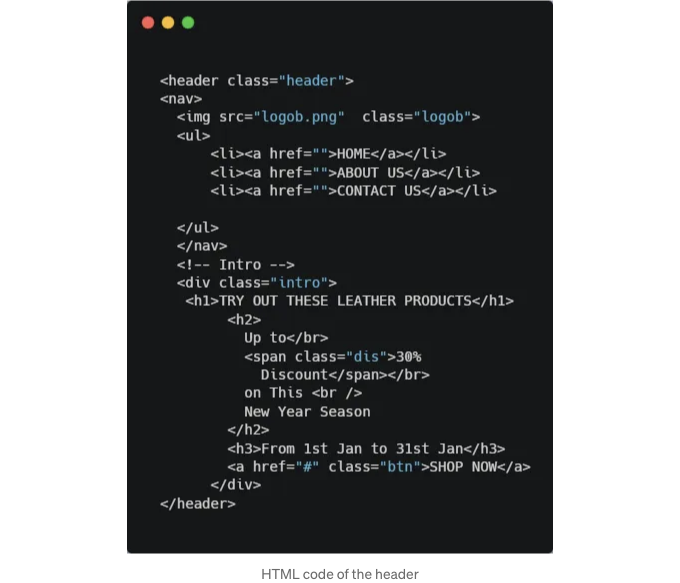 <header class="header">
<nav>
<img src="logob.png"  class="logob">
<ul>
<li><a href="">HOME</a></li>
<li><a href="">ABOUT US</a></li>
<li><a href="">CONTACT US</a></li>
</ul>
</nav>
<!-- Intro -->
<div class="intro">
<h1>TRY OUT THESE LEATHER PRODUCTS</h1>
<h2>
Up to</br>
<span class="dis">30%
Discount</span></br>
on This <br />
New Year Season
</h2>
<h3>From 1st Jan to 31st Jan</h3>
<a href="#" class="btn">SHOP NOW</a>
</div>
</header>
HTML code of the header